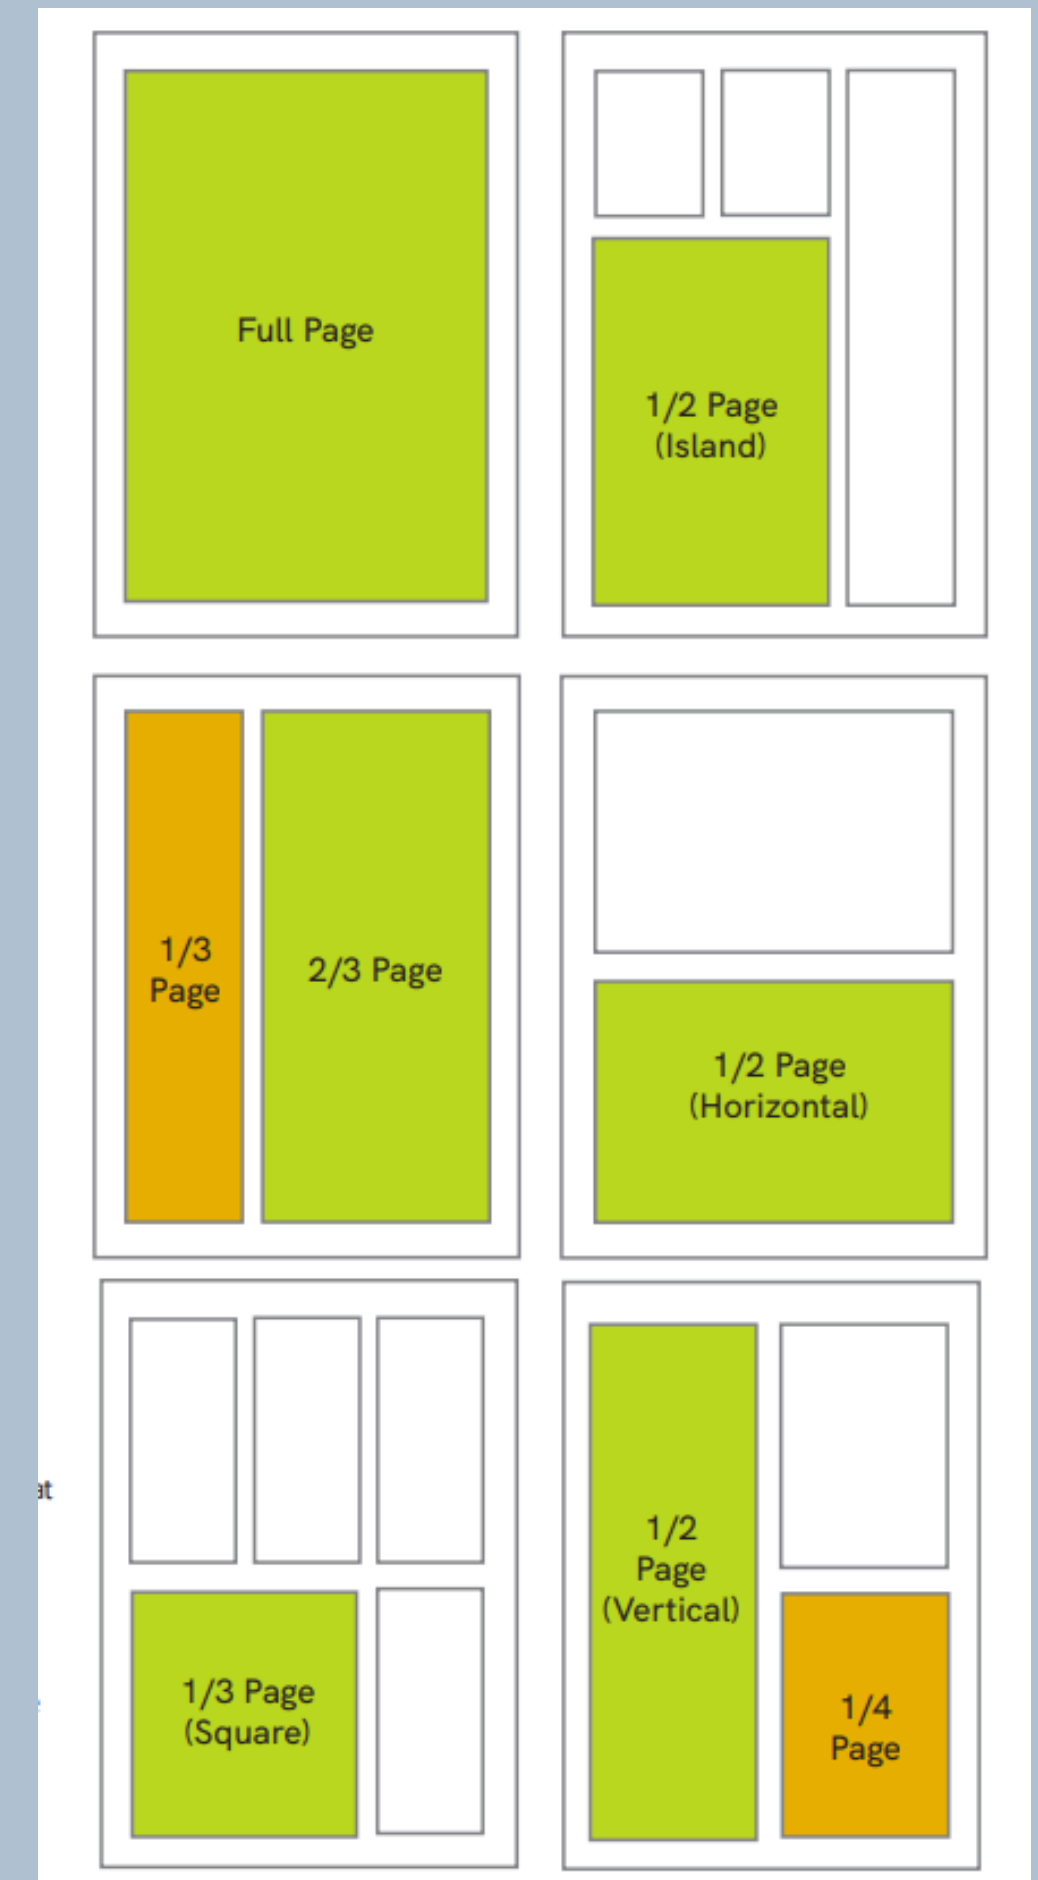 Full Page
1/2 Page
(Island)
1/3
Page
2/3 Page
1/2 Page
(Horizontal)
at
1/3 Page
(Square)
1/2
Page
(Vertical)
1/4
Page